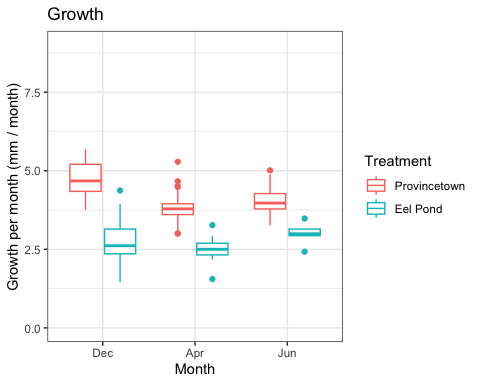 Growth
Growth per month (mm / month)
7.5
5.0
2.5
0.0
Dec
Apr
Jun
Month
Treatment
Provincetown
Eel Pond